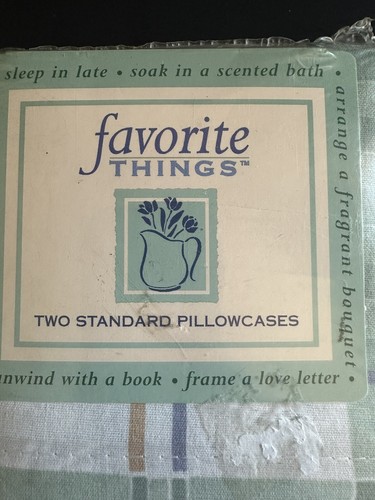 sleep in late • soak in a scented bath •
arrange a fragrant bouquet •
favorite
THINGS™
TWO STANDARD PILLOWCASES
with a book • frame a love letter •